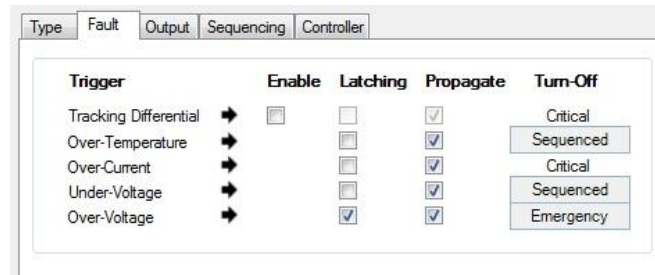 Type Fault Output Sequencing Controller
Trigger Enable Latching Propagate Turn-Off
Tracking Differential Critical
Over-Temperature Sequenced
Over-Current Critical
Under-Voltage Sequenced
Over-Voltage Emergency